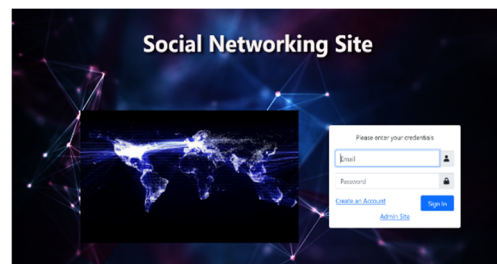 Social Networking Site
Please enter your credentials
Email
Password
Create an Account
Sign In
Admin Site